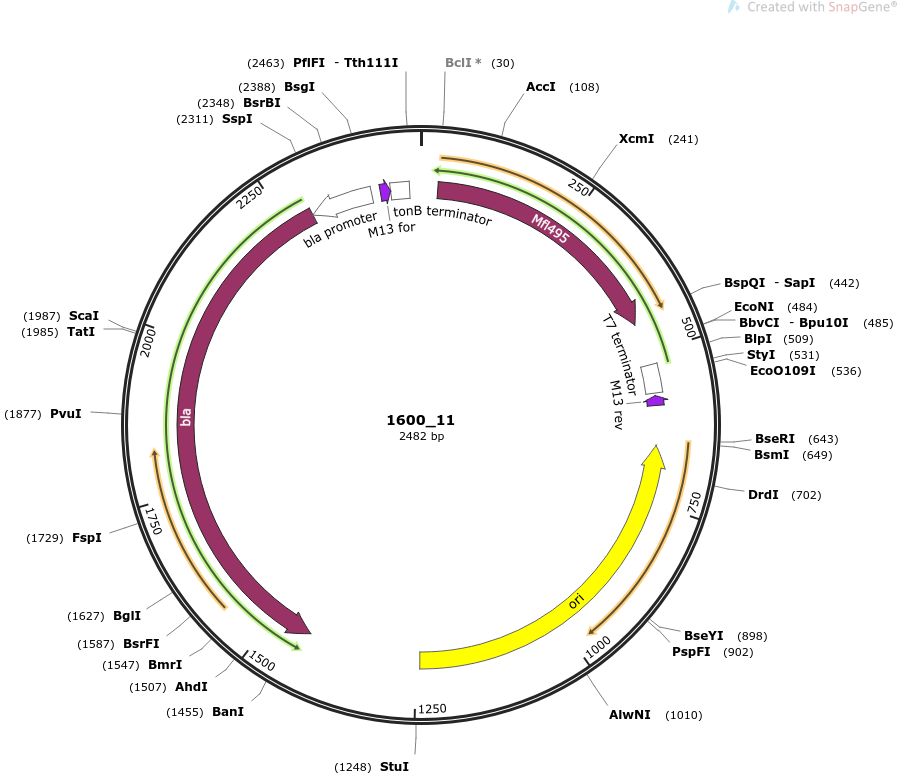 Created with SnapGene®
(2463) PflFI - Tth111I
BclI * (30)
(2388) BsgI
AccI (108)
(2348) BsrBI
(2311) SspI
XcmI (241)
2250
250
tonB terminator
bla promoter
M13 for
Mfl495
BspQI - SapI (442)
EcoNI (484)
(1987) ScaI
BbvCI - Bpu10I (485)
(1985) TatI
500
BlpI (509)
2000
StyI (531)
T7 terminator
EcoO109I (536)
M13 rev
(1877) PvuI
bla
1600_11
2482 bp
BseRI (643)
BsmI (649)
DrdI (702)
750
1750
(1729) FspI
ori
(1627) BglI
BseYI (898)
(1587) BsrFI
PspFI (902)
(1547) BmrI
1000
1500
(1507) AhdI
(1455) BanI
AlwNI (1010)
1250
(1248) StuI